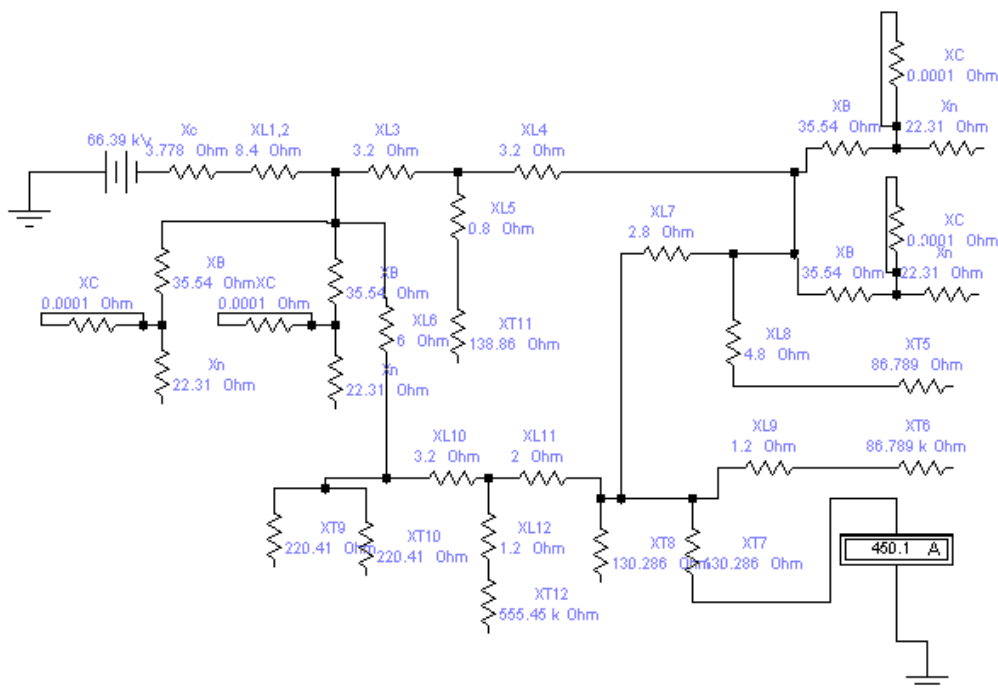 XC
0.0001 Ohm
XB
35.54 Ohm
Xn
22.31 Ohm
66.39 kV
Xc
3.778 Ohm
XL1,2
8.4 Ohm
XL3
3.2 Ohm
XL4
3.2 Ohm
XL5
0.8 Ohm
XL7
2.8 Ohm
XC
0.0001 Ohm
XB
35.54 Ohm
Xn
22.31 Ohm
XB
35.54 Ohm
XC
0.0001 Ohm
XC
0.0001 Ohm
XB
35.54 Ohm
XL6
6 Ohm
XT11
138.86 Ohm
XL8
4.8 Ohm
XT5
86.789 Ohm
Xn
22.31 Ohm
Xn
22.31 Ohm
XL10
3.2 Ohm
XL11
2 Ohm
XL9
1.2 Ohm
XT6
86.789 k Ohm
XT9
220.41 Ohm
XT10
220.41 Ohm
XL12
1.2 Ohm
XT8
130.286 Ohm
XT7
130.286 Ohm
450.1 A
XT12
555.45 k Ohm